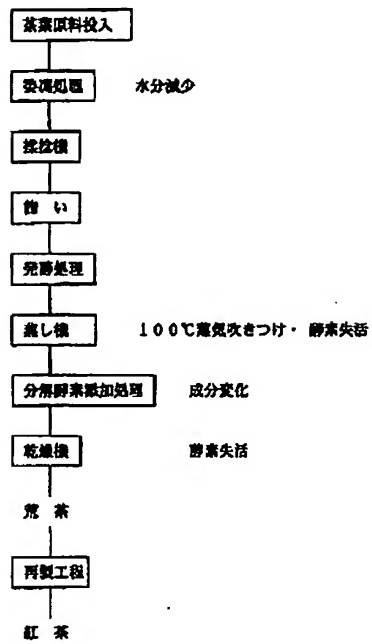 茶葉原料投入
萎凋処理 水分減少
揉捻機
篩い
発酵処理
蒸し機 100℃蒸気吹きつけ・酵素失活
分解酵素添加処理 成分変化
乾燥機 酵素失活
荒茶
再製工程
紅茶